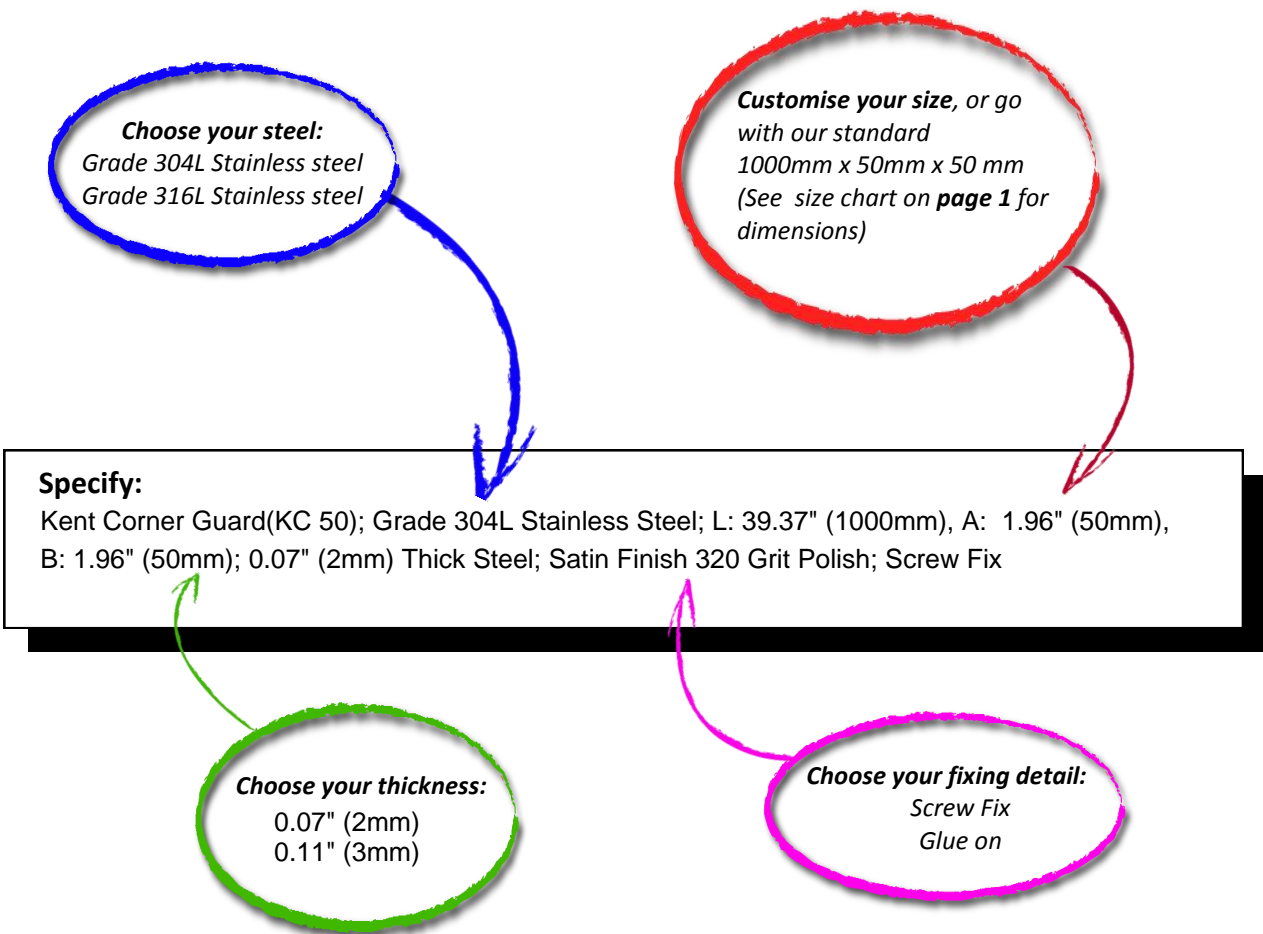 Choose your steel:
Grade 304L Stainless steel
Grade 316L Stainless steel
Customise your size, or go
with our standard
1000mm x 50mm x 50 mm
(See  size chart on page 1 for
dimensions)
Specify:
Kent Corner Guard(KC 50); Grade 304L Stainless Steel; L: 39.37" (1000mm), A:  1.96" (50mm),
B: 1.96" (50mm); 0.07" (2mm) Thick Steel; Satin Finish 320 Grit Polish; Screw Fix
Choose your thickness:
0.07" (2mm)
0.11" (3mm)
Choose your fixing detail:
Screw Fix
Glue on